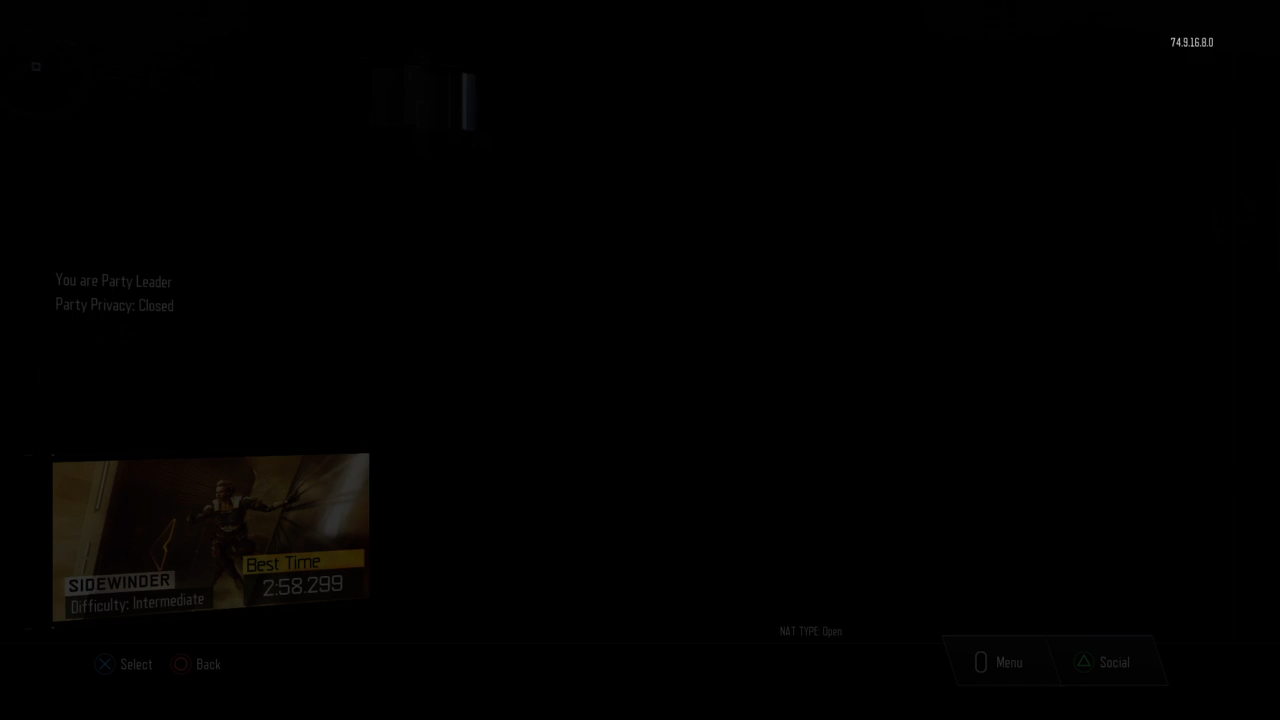 74.9.16.8.0
You are Party Leader
Party Privacy: Closed
Best Time
2:58.299
SIDEWINDER
Difficulty: Intermediate
NAT TYPE: Open
Select
Back
Menu
Social